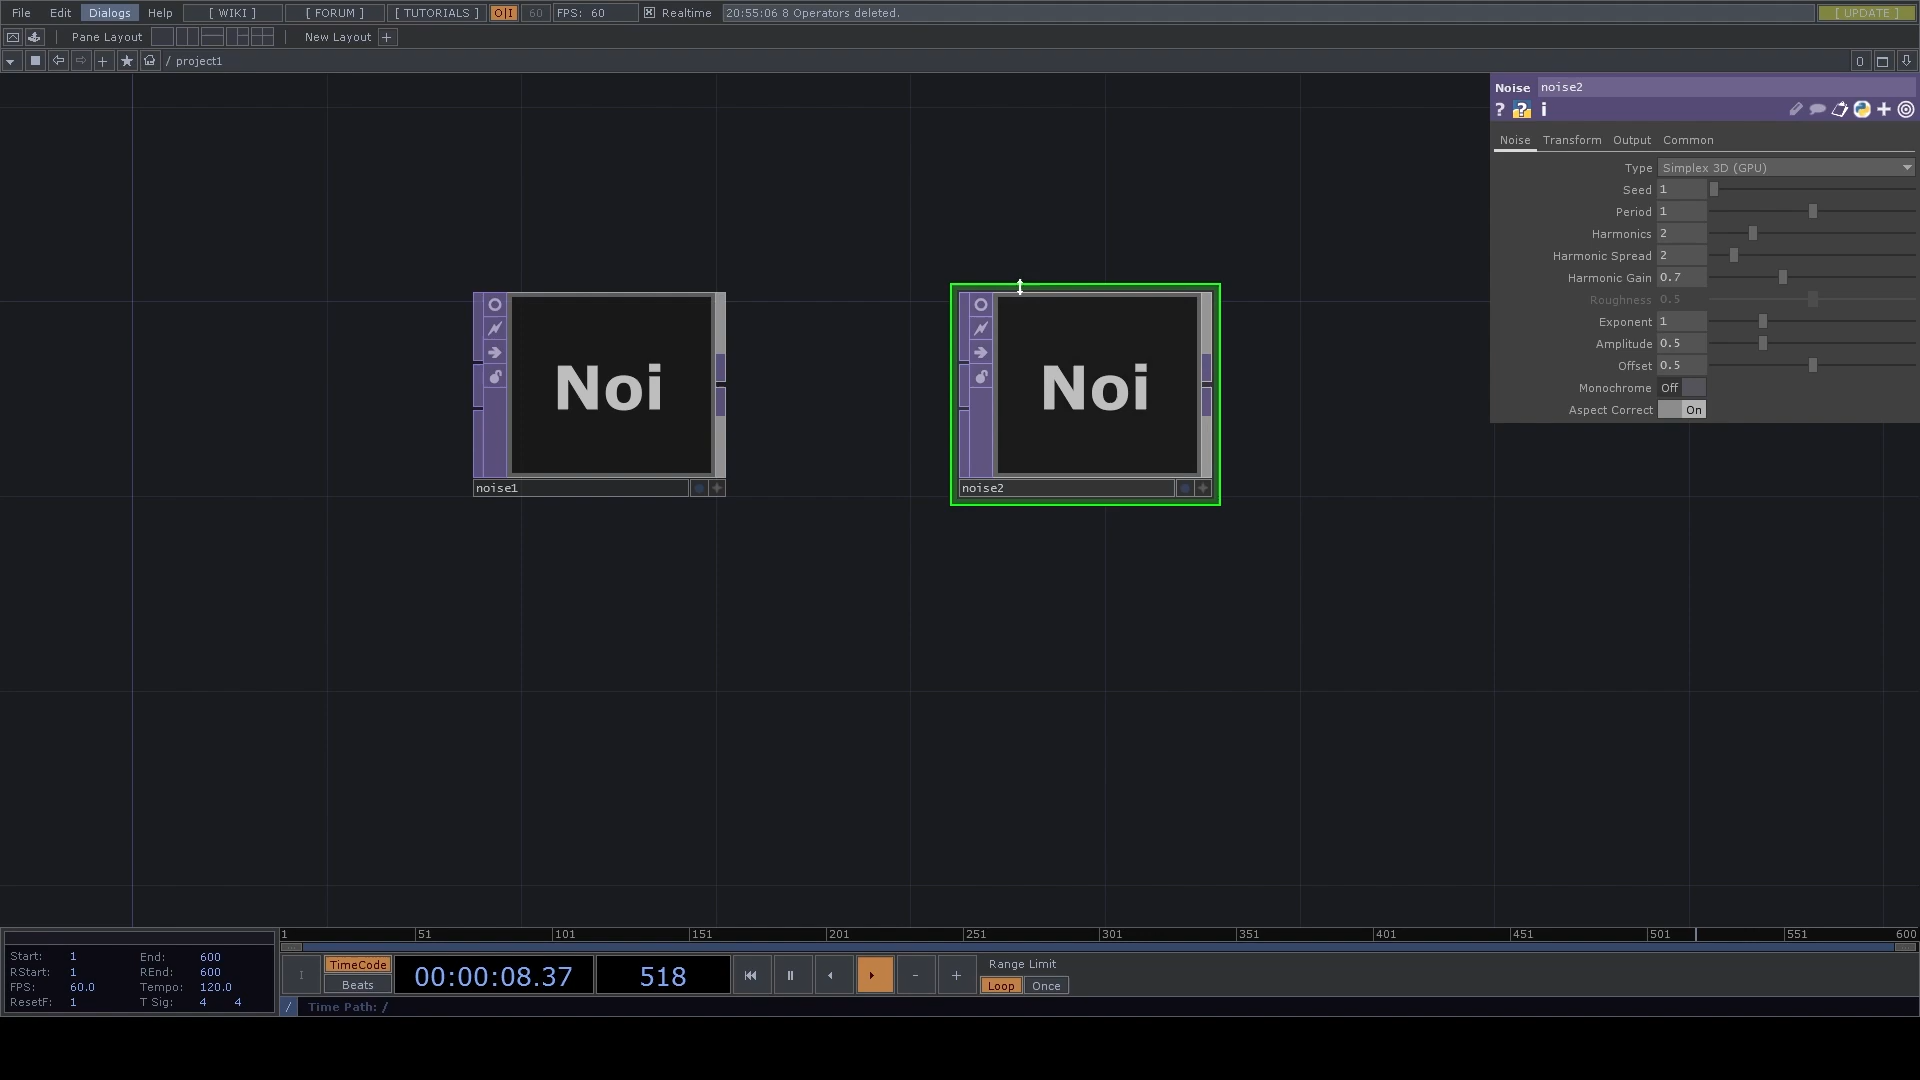 File Edit Dialogs Help [ WIKI ] [ FORUM ] [ TUTORIALS ] O|I 60 FPS: 60 Realtime 20:55:06 8 Operators deleted. [ UPDATE ]
Pane Layout New Layout +
/ project1 0
Noise noise2
? ? i
Noise Transform Output Common
Type Simplex 3D (GPU)
Seed 1
Period 1
Harmonics 2
Harmonic Spread 2
Harmonic Gain 0.7
Roughness 0.5
Exponent 1
Amplitude 0.5
Offset 0.5
Monochrome Off
Aspect Correct On
Noi
noise1
Noi
noise2
1 51 101 151 201 251 301 351 401 451 501 551 600
Start: 1 End: 600
RStart: 1 REnd: 600
FPS: 60.0 Tempo: 120.0
ResetF: 1 T Sig: 4 4
I TimeCode Beats 00:00:08.37 518 - + Range Limit
Loop Once
/ Time Path: /